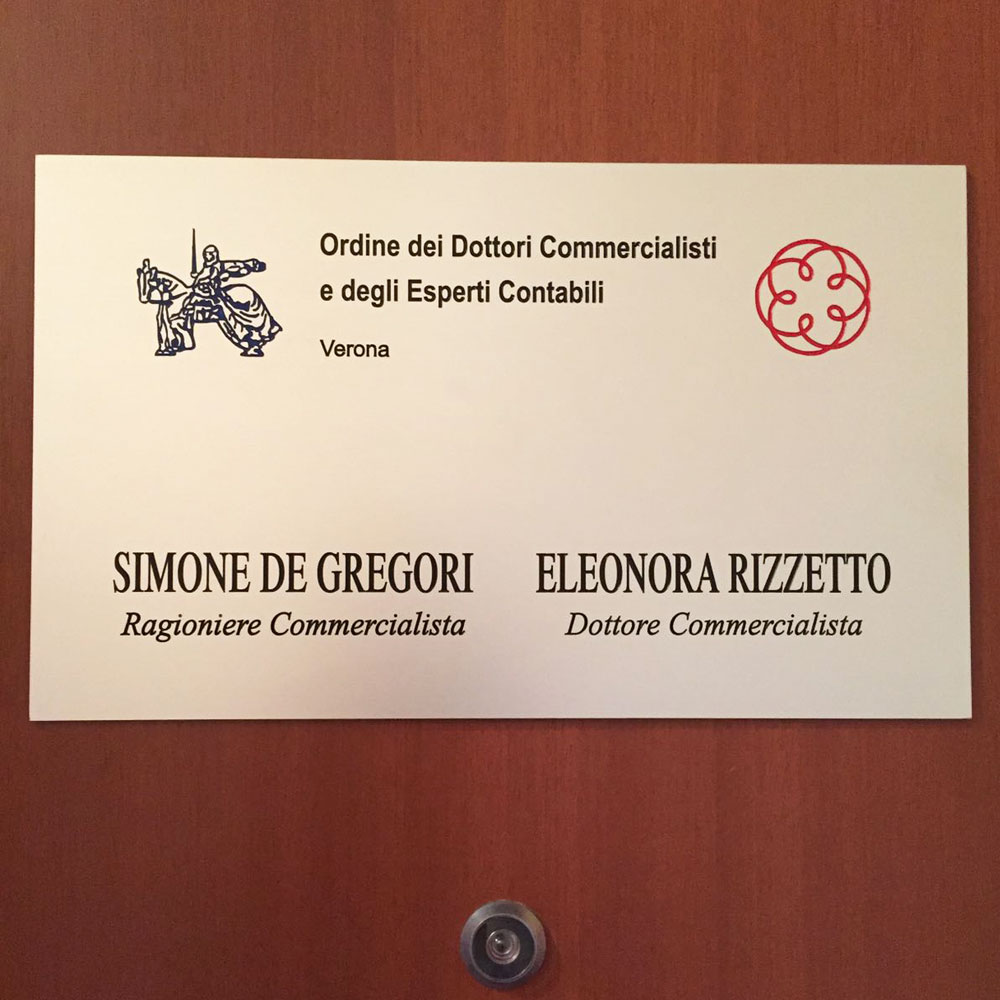 Ordine dei Dottori Commercialisti
e degli Esperti Contabili
Verona
SIMONE DE GREGORI
Ragioniere Commercialista
ELEONORA RIZZETTO
Dottore Commercialista